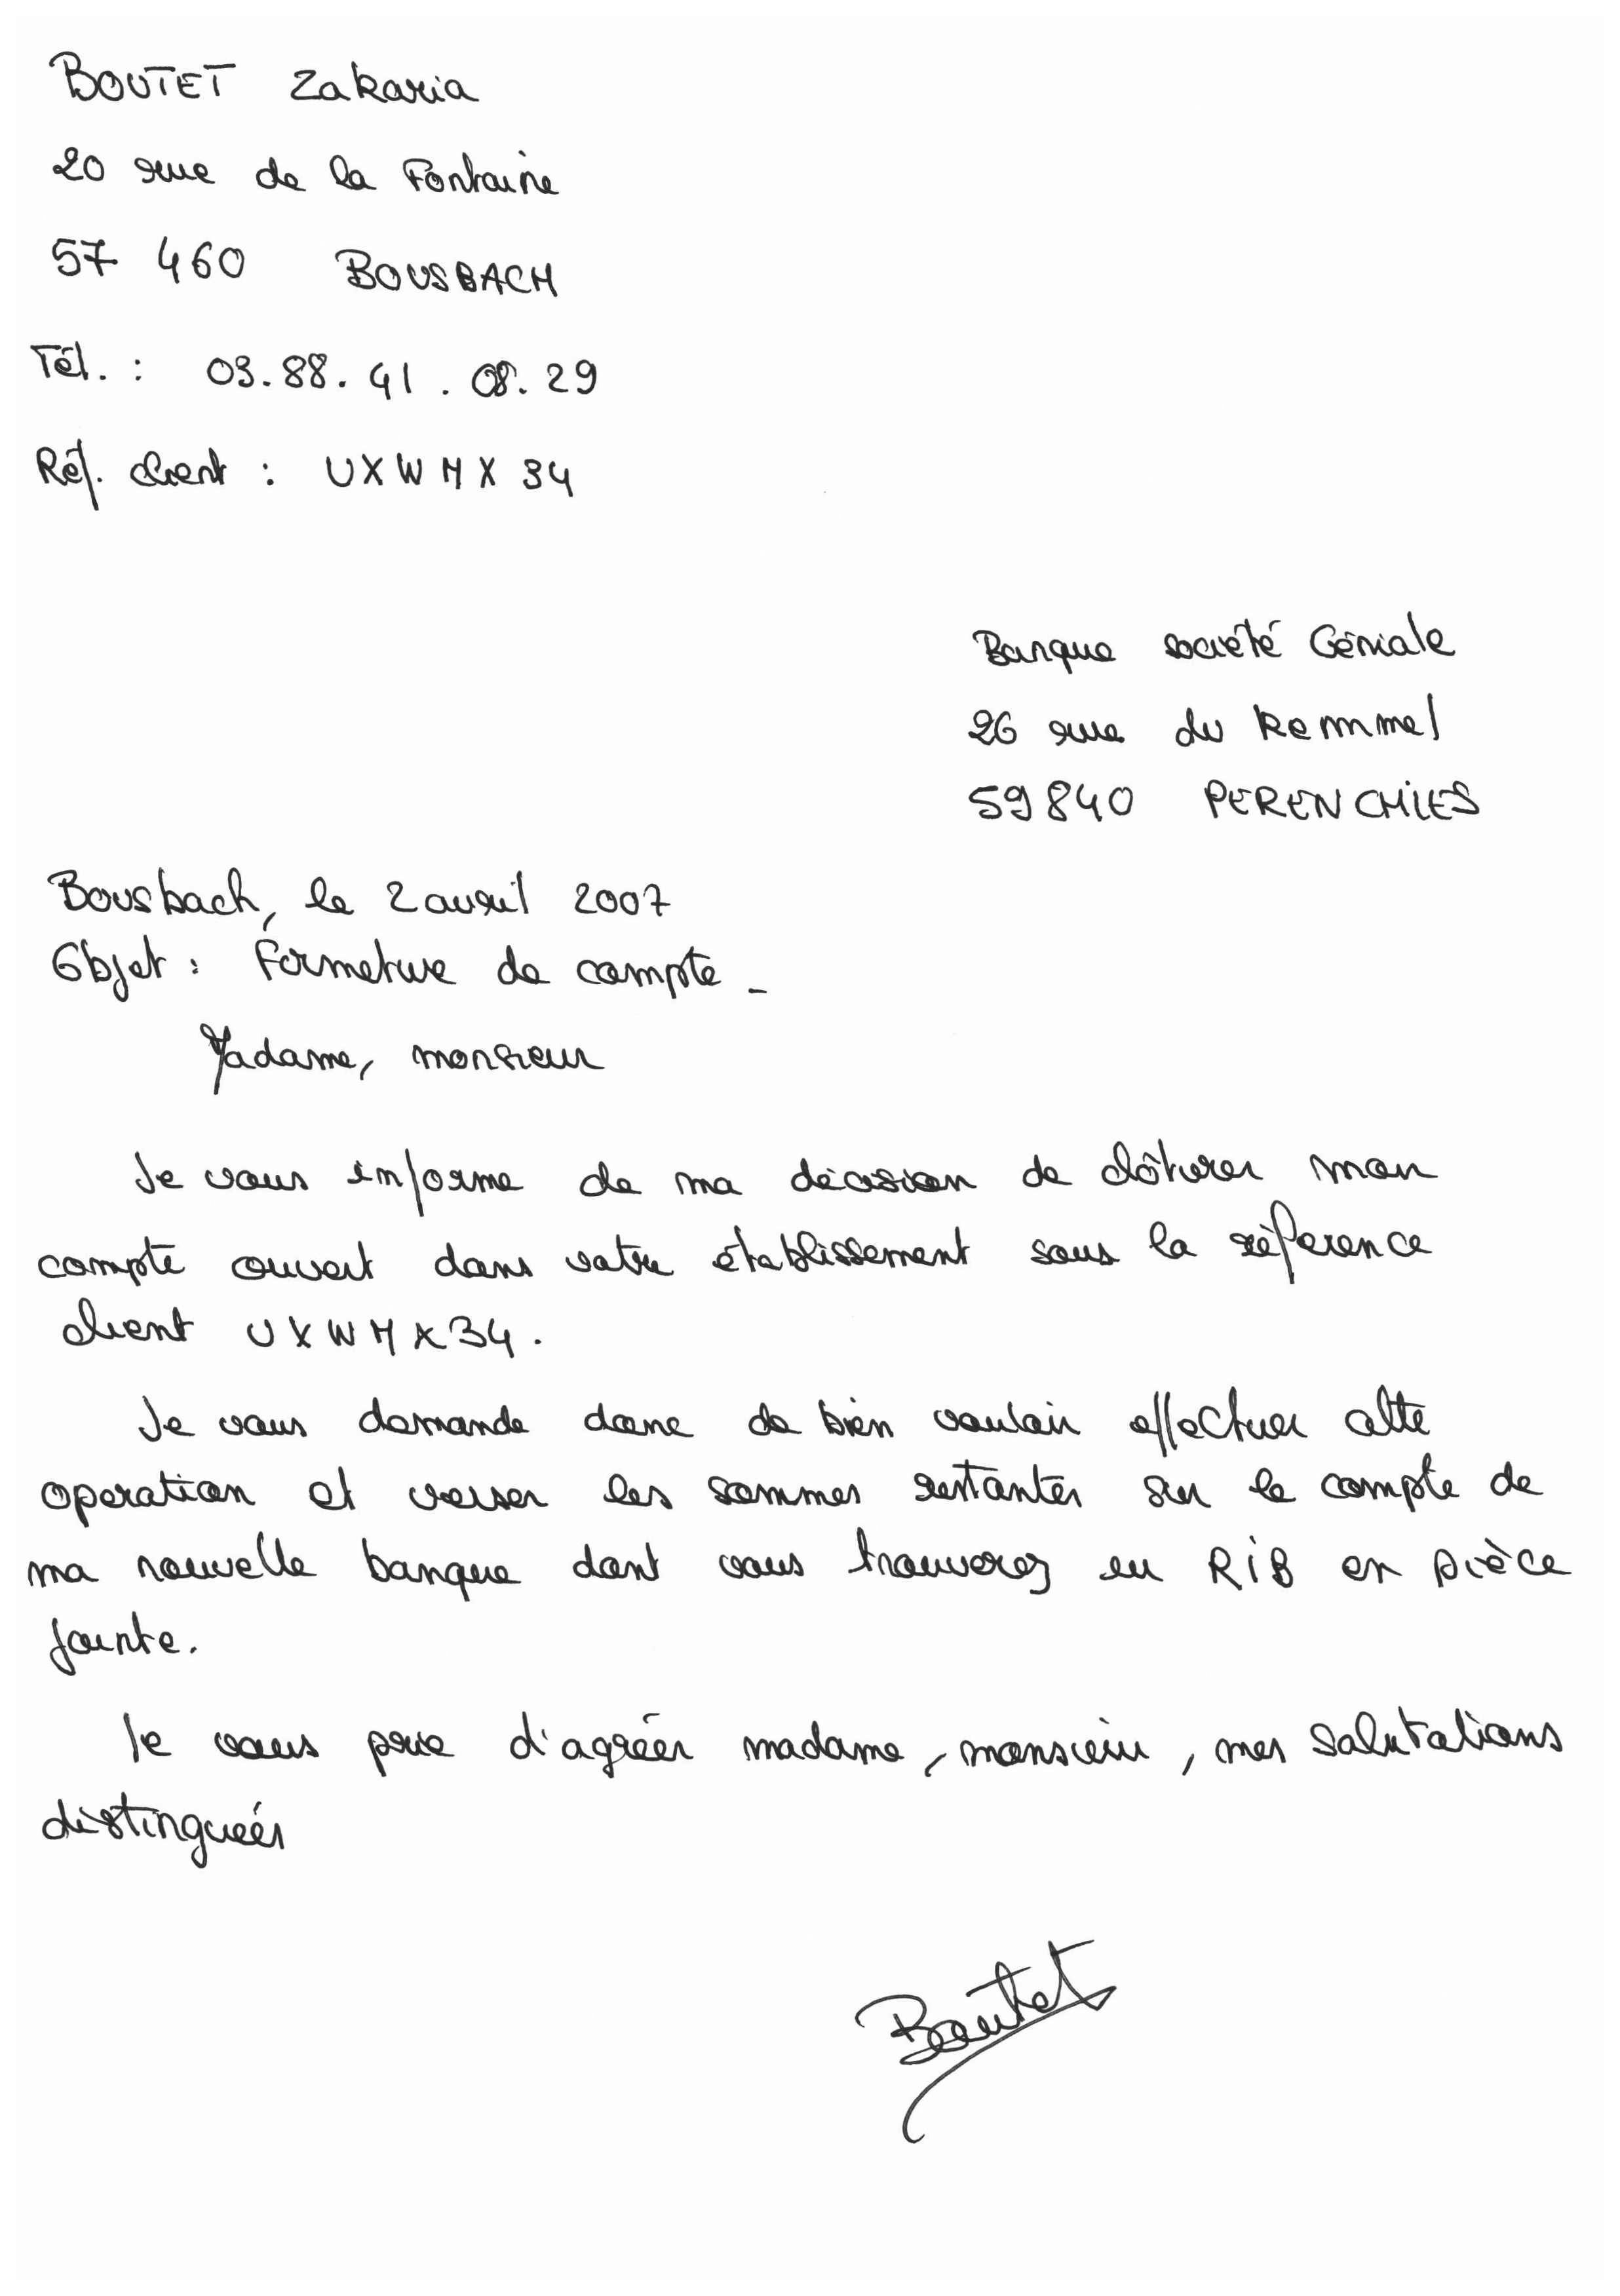 BOUTET Zakaria
20 rue de la Fontaine
57 460 BOUSBACH
Tél. : 03.88.41.08.29
Réf. client : UXWHX 34
Banque société Géniale
26 rue du kemmel
59840 PERENCHIES
Bousbach, le 2 avril 2007
Objet : Fermeture de compte -
Madame, monsieur
Je vous informe de ma décision de clôturer mon
compte ouvert dans votre établissement sous la réference
client UXWHX34.
Je vous demande donc de bien vouloir effectuer cette
operation et verser les sommes restantes sur le compte de
ma nouvelle banque dont vous trouverez un RiB en pièce
jointe.
Je vous prie d'agréer madame, monsieur, mes salutations
distinguées
Boutet